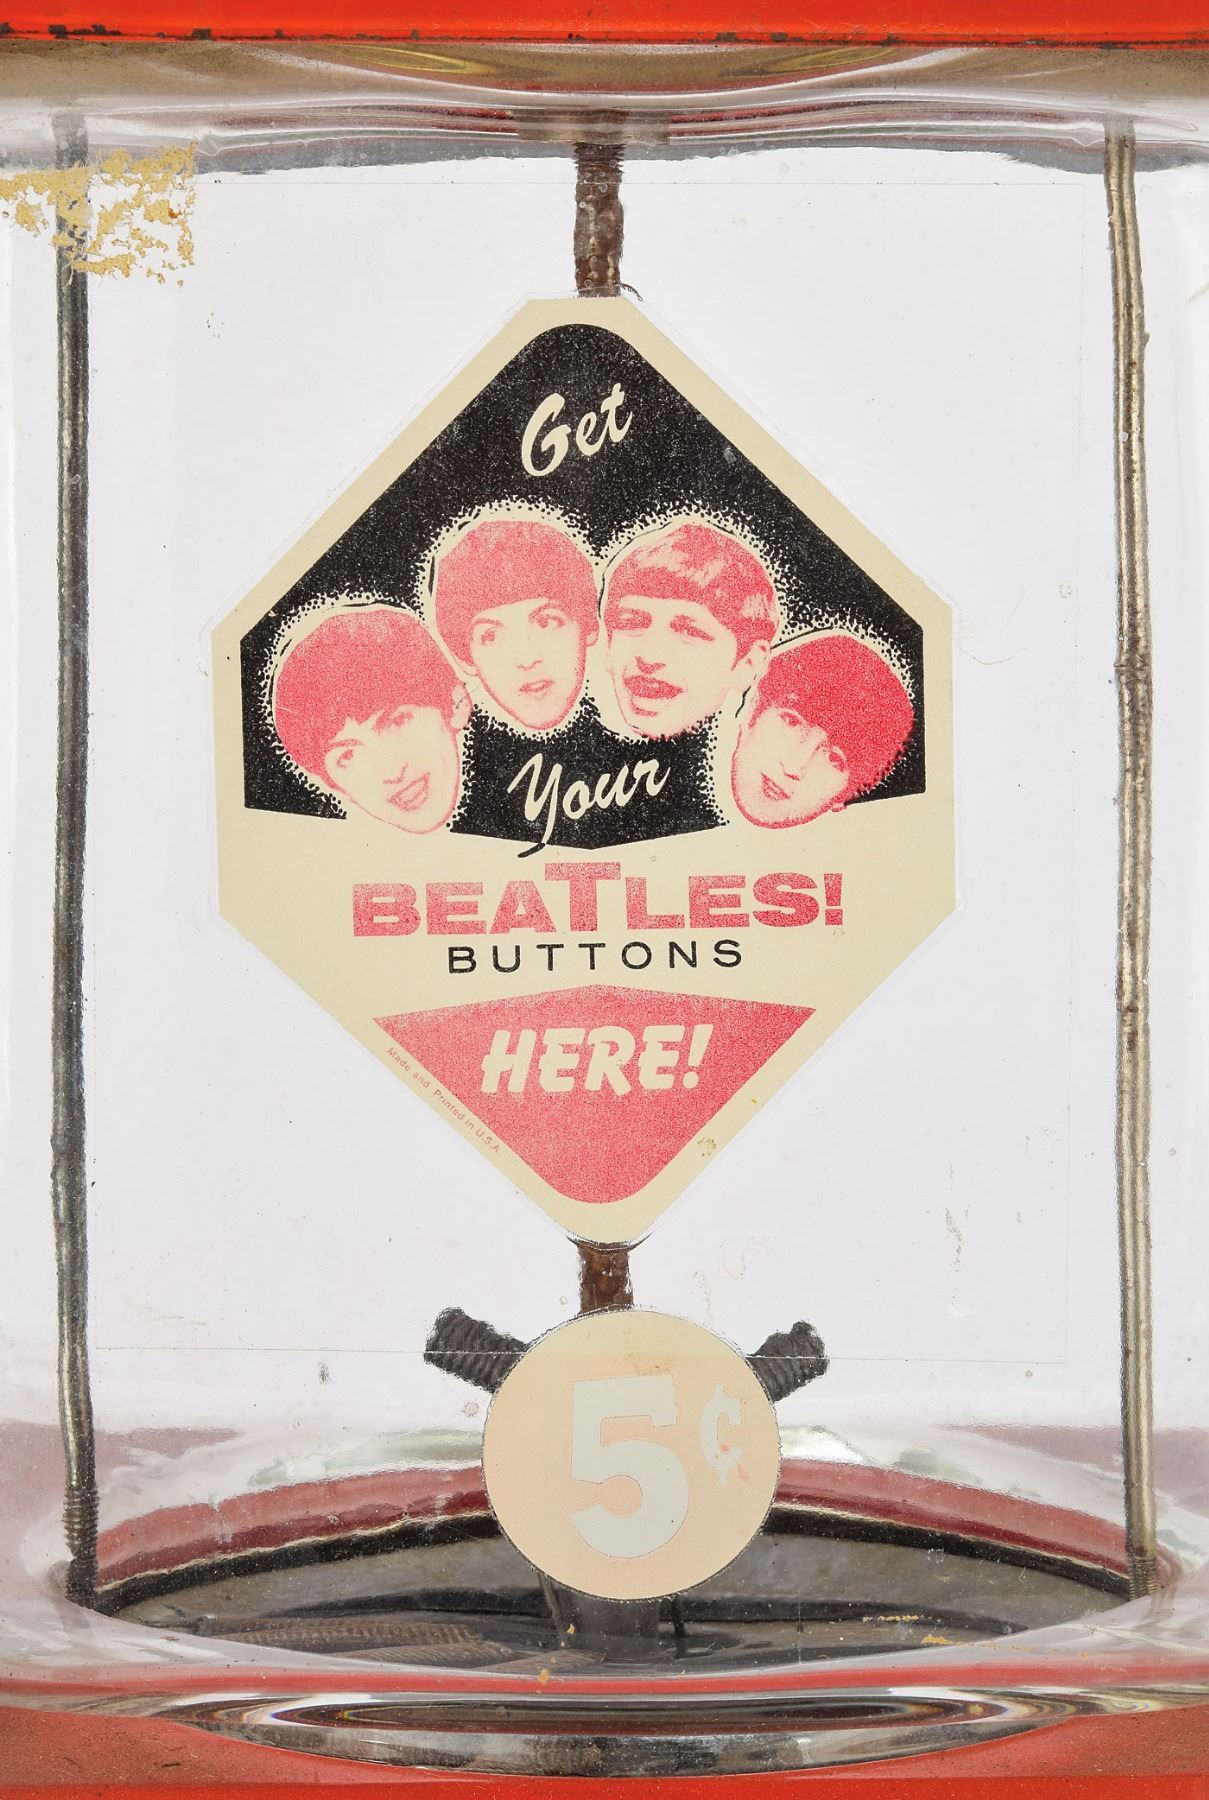 Get
Your
BEATLES!
BUTTONS
HERE!
Made and Printed in U.S.A.
5¢